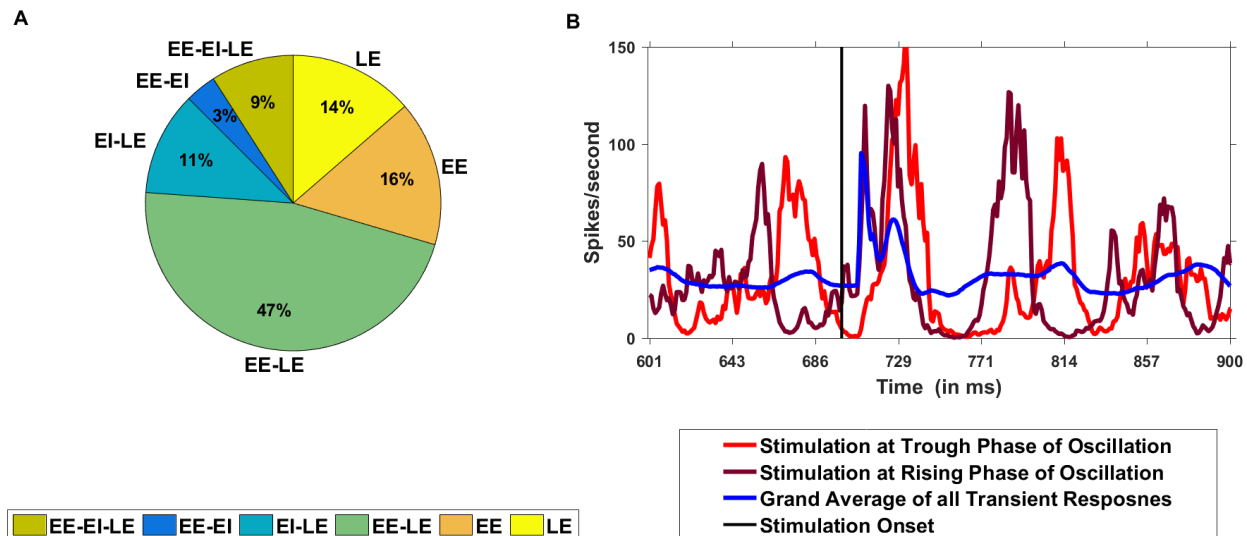 A
EE-EI-LE
LE
EE-EI
9%
14%
3%
EI-LE
11%
16%
EE
47%
EE-LE
EE-EI-LE EE-EI EI-LE EE-LE EE LE
B
150
100
50
0
Spikes/second
601 643 686 729 771 814 857 900
Time (in ms)
Stimulation at Trough Phase of Oscillation
Stimulation at Rising Phase of Oscillation
Grand Average of all Transient Resposnes
Stimulation Onset